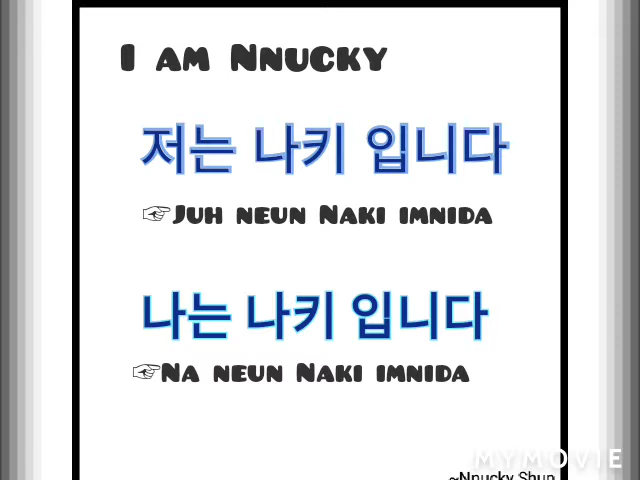 I am Nnucky
저는 나키 입니다
☞Juh neun Naki imnida
나는 나키 입니다
☞Na neun Naki imnida
MYMOVIE
~Nnucky Shun